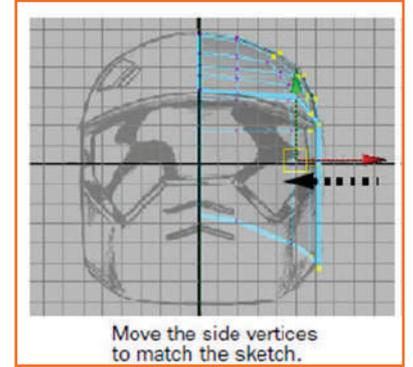 Move the side vertices
to match the sketch.